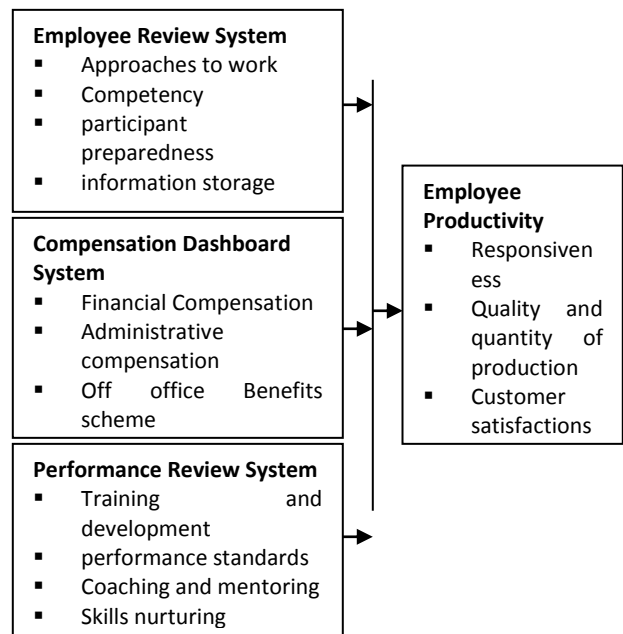 Employee Review System
▪ Approaches to work
▪ Competency
▪ participant
preparedness
▪ information storage
Compensation Dashboard
System
▪ Financial Compensation
▪ Administrative
compensation
▪ Off office Benefits
scheme
Performance Review System
▪ Training and
development
▪ performance standards
▪ Coaching and mentoring
▪ Skills nurturing
Employee
Productivity
▪ Responsiven
ess
▪ Quality and
quantity of
production
▪ Customer
satisfactions